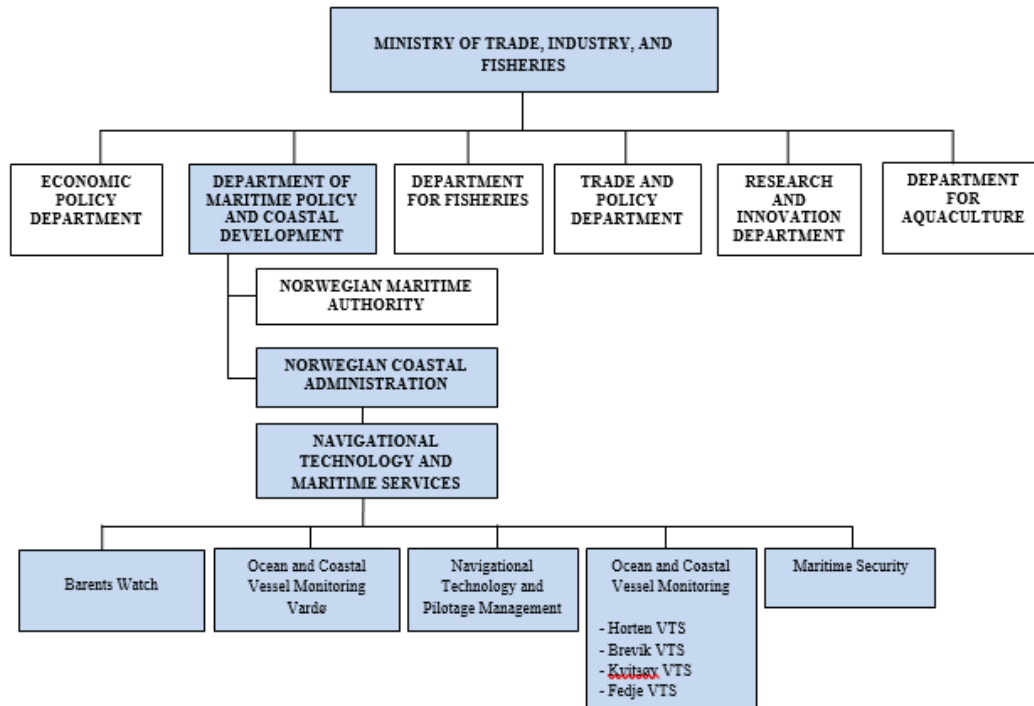 MINISTRY OF TRADE, INDUSTRY, AND
FISHERIES
ECONOMIC
POLICY
DEPARTMENT
DEPARTMENT OF
MARITIME POLICY
AND COASTAL
DEVELOPMENT
DEPARTMENT
FOR FISHERIES
TRADE AND
POLICY
DEPARTMENT
RESEARCH
AND
INNOVATION
DEPARTMENT
DEPARTMENT
FOR
AQUACULTURE
NORWEGIAN MARITIME
AUTHORITY
NORWEGIAN COASTAL
ADMINISTRATION
NAVIGATIONAL
TECHNOLOGY AND
MARITIME SERVICES
Barents Watch
Ocean and Coastal
Vessel Monitoring
Vardø
Navigational
Technology and
Pilotage Management
Ocean and Coastal
Vessel Monitoring
- Horten VTS
- Brevik VTS
- Kvitsøy VTS
- Fedje VTS
Maritime Security